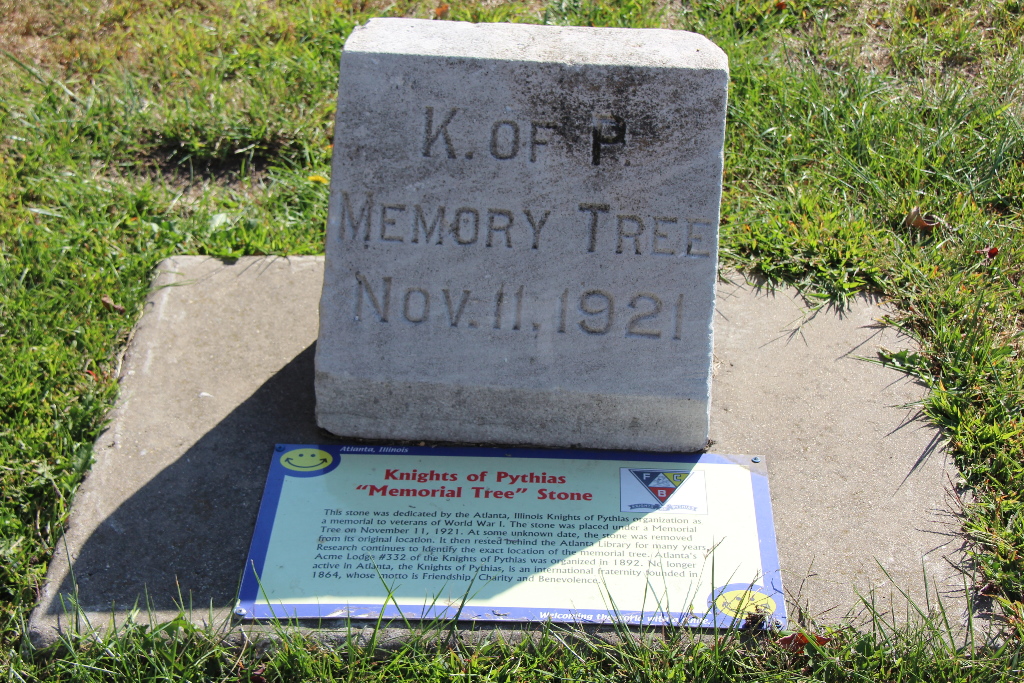 K. OF P.
MEMORY TREE
NOV. 11, 1921
Atlanta, Illinois
Knights of Pythias
"Memorial Tree" Stone
F C B
This stone was dedicated by the Atlanta, Illinois Knights of Pythias organization as
a memorial to veterans of World War I. The stone was placed under a Memorial
Tree on November 11, 1921. At some unknown date, the stone was removed
from its original location. It then rested behind the Atlanta Library for many years.
Research continues to identify the exact location of the memorial tree. Atlanta's
Acme Lodge #332 of the Knights of Pythias was organized in 1892. No longer
active in Atlanta, the Knights of Pythias, is an international fraternity founded in
1864, whose motto is Friendship, Charity and Benevolence.
Welcoming the world with a